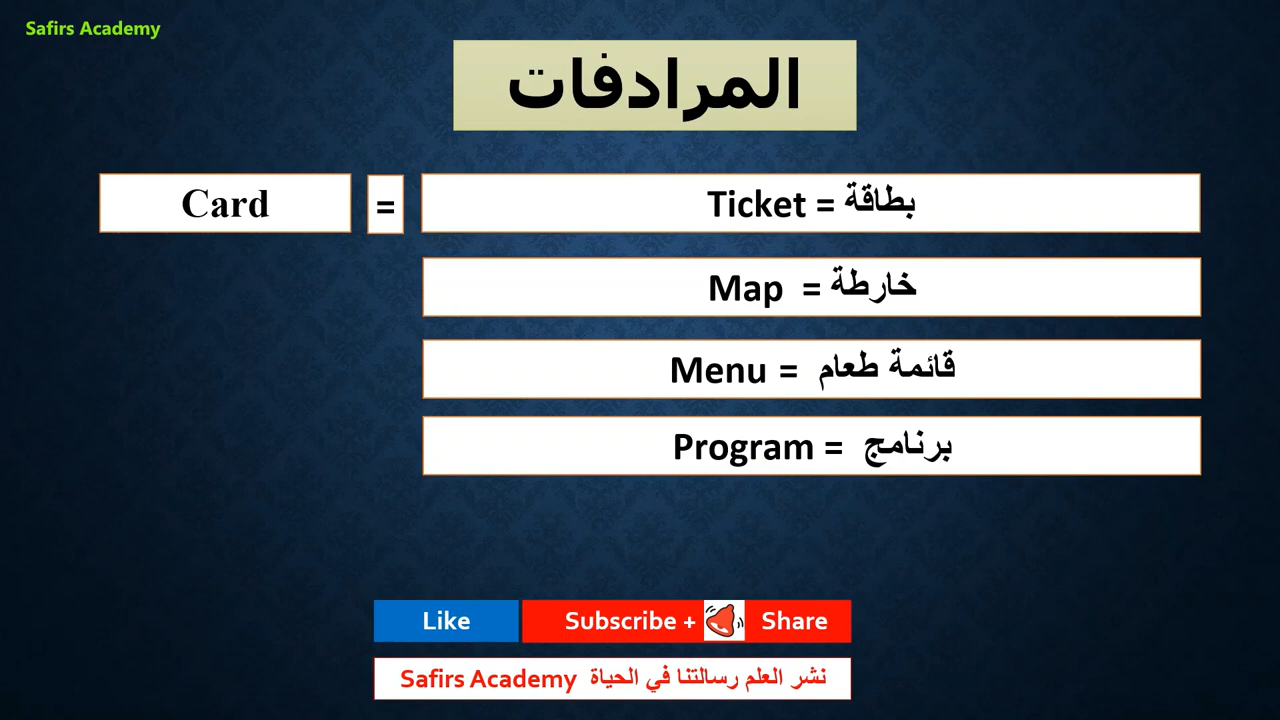 Safirs Academy
المرادفات
Card = Ticket = بطاقة
Map = خارطة
Menu = قائمة طعام
Program = برنامج
Like Subscribe + Share
Safirs Academy نشر العلم رسالتنا في الحياة